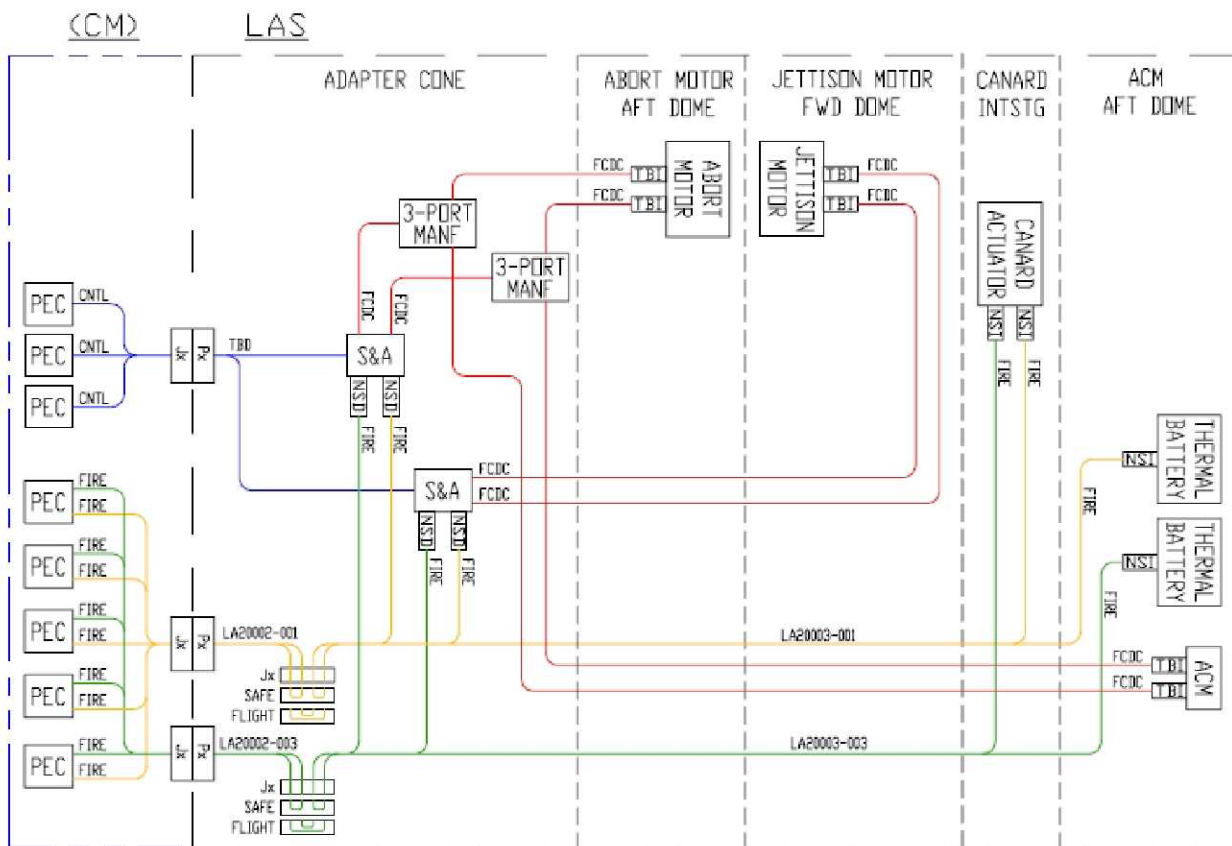 (CM) LAS
ADAPTER CONE
ABORT MOTOR
AFT DOME
JETTISON MOTOR
FWD DOME
CANARD
INTSTG
ACM
AFT DOME
FCDC
TBI
FCDC
TBI
ABORT
MOTOR
JETTISON
MOTOR
TBI
FCDC
TBI
FCDC
3-PORT
MANF
3-PORT
MANF
CANARD
ACTUATOR
NSI
NSI
FIRE
FIRE
PEC
CNTL
PEC
CNTL
PEC
CNTL
Jx
Px
TBD
FCDC
FCDC
S&A
NSD
NSD
FIRE
FIRE
S&A
FCDC
FCDC
NSD
NSD
FIRE
FIRE
THERMAL
BATTERY
NSI
FIRE
THERMAL
BATTERY
NSI
FIRE
PEC
FIRE
FIRE
PEC
FIRE
FIRE
PEC
FIRE
FIRE
PEC
FIRE
FIRE
PEC
FIRE
FIRE
Jx
Px
LA20002-001
LA20003-001
Jx
SAFE
FLIGHT
FCDC
TBI
FCDC
TBI
ACM
Jx
Px
LA20002-003
LA20003-003
Jx
SAFE
FLIGHT